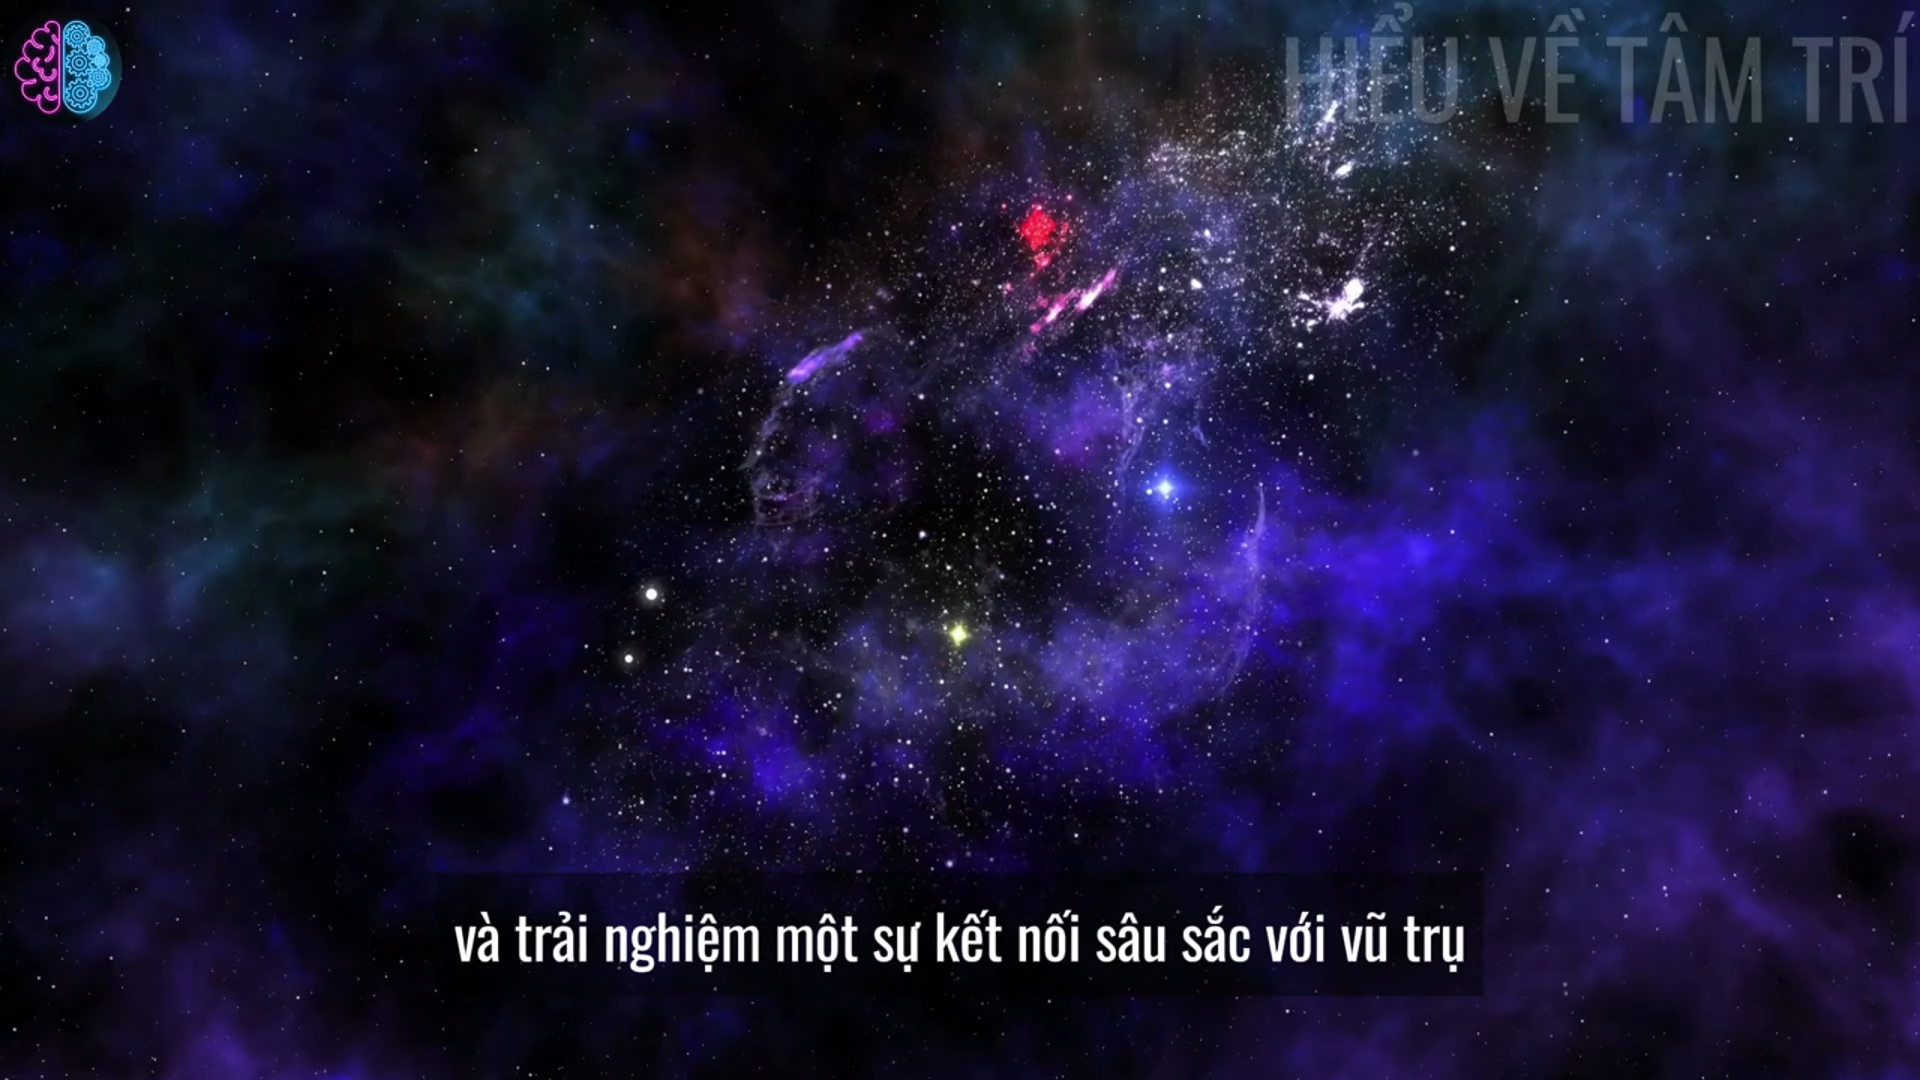 HIỂU VỀ TÂM TRÍ
và trải nghiệm một sự kết nối sâu sắc với vũ trụ